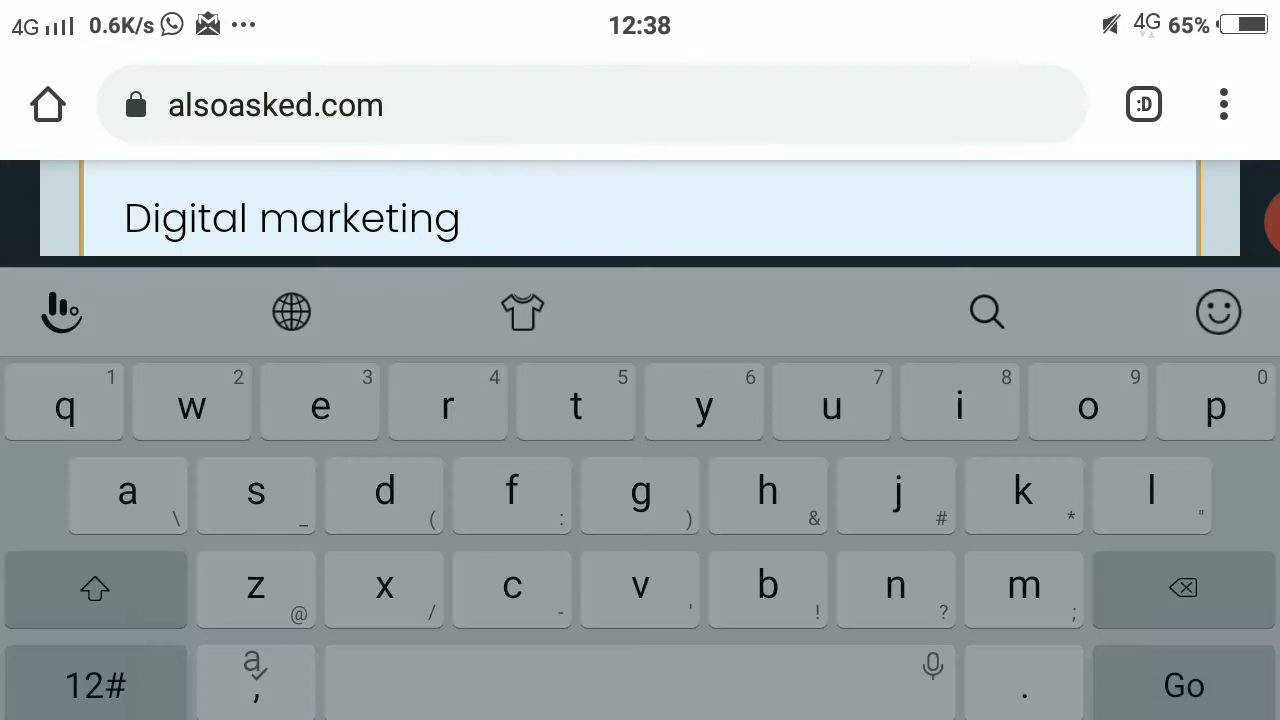 4G 0.6K/s ••• 12:38 4G 65%
alsoasked.com :D
Digital marketing
1 2 3 4 5 6 7 8 9 0
q w e r t y u i o p
a s d f g h j k l
\ _ ( : ) & # * "
z x c v b n m
@ / - ' ! ? ;
12# a , . Go